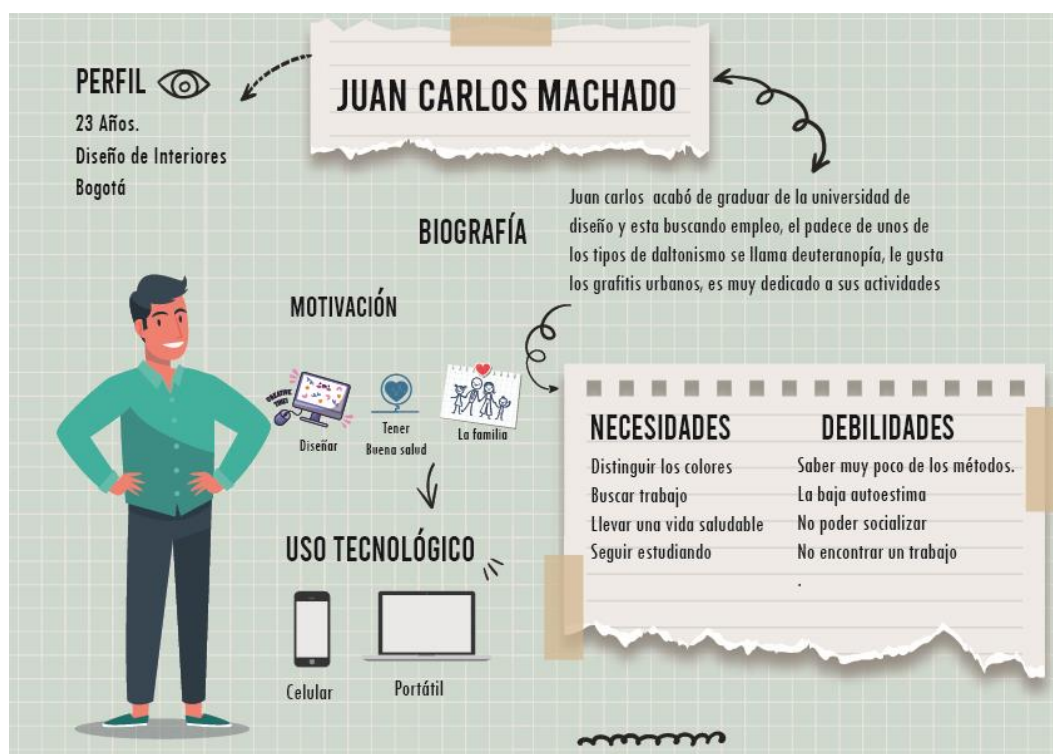 JUAN CARLOS MACHADO
PERFIL
23 Años.
Diseño de Interiores
Bogotá
BIOGRAFÍA
Juan carlos acabó de graduar de la universidad de
diseño y esta buscando empleo, el padece de unos de
los tipos de daltonismo se llama deuteranopía, le gusta
los grafitis urbanos, es muy dedicado a sus actividades
MOTIVACIÓN
CREATIVE
TIME!
Diseñar
Tener
Buena salud
La familia
USO TECNOLÓGICO
Celular
Portátil
NECESIDADES
Distinguir los colores
Buscar trabajo
Llevar una vida saludable
Seguir estudiando
DEBILIDADES
Saber muy poco de los métodos.
La baja autoestima
No poder socializar
No encontrar un trabajo
.